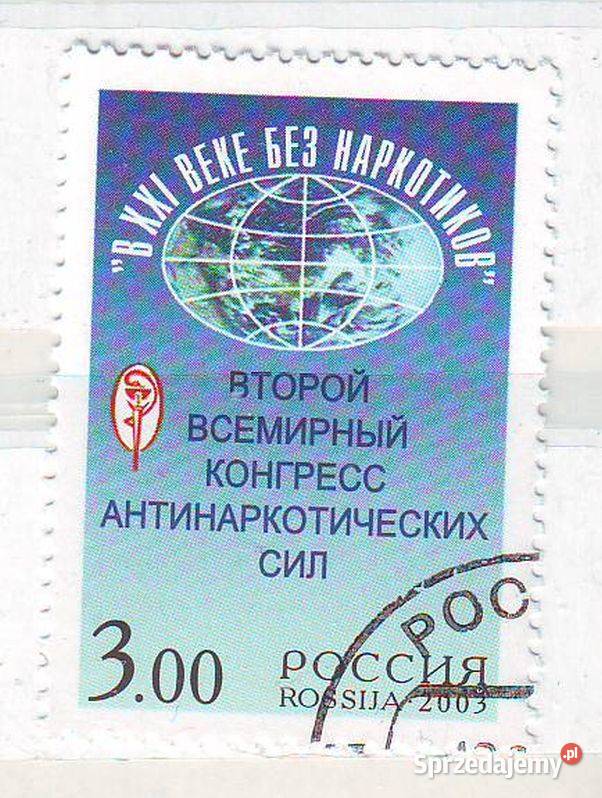 "В XXI ВЕКЕ БЕЗ НАРКОТИКОВ"
ВТОРОЙ
ВСЕМИРНЫЙ
КОНГРЕСС
АНТИНАРКОТИЧЕСКИХ
СИЛ
3.00
РОССИЯ
ROSSIJA·2003
РОС
Sprzedajemy.pl